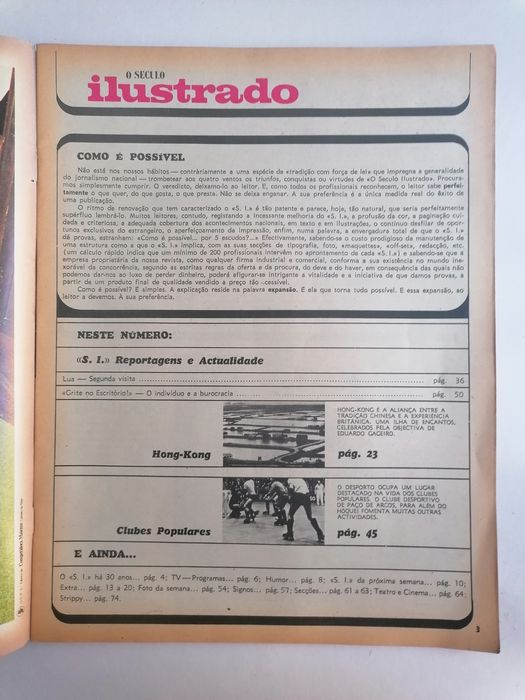 O SECULO
ilustrado
COMO É POSSÍVEL
Não está nos nossos hábitos — contràriamente a uma espécie de «tradição com força de lei» que impregna a generalidade
do jornalismo nacional — trombetear aos quatro ventos os triunfos, conquistas ou virtudes de «O Seculo Ilustrado». Procura-
mos simplesmente cumprir. O veredicto, deixamo-lo ao leitor. E, como todos os profissionais reconhecem, o leitor sabe perfei-
tamente o que quer, do que gosta, o que presta. Não se deixa enganar. A sua preferência é a única medida real do êxito de
uma publicação.
O ritmo de renovação que tem caracterizado o «S. I.» é tão patente e parece, hoje, tão natural, que seria perfeitamente
supérfluo lembrá-lo. Muitos leitores, contudo, registando a incessante melhoria do «S. I.», a profusão da cor, a paginação cui-
dada e criteriosa, a adequada cobertura dos acontecimentos nacionais, em texto e em ilustrações, o contínuo desfilar de opor-
tunos exclusivos do estrangeiro, o aperfeiçoamento de impressão, enfim, numa palavra, a envergadura total de que o «S. I.»
dá provas, estranham: «Como é possível... por 5 escudos?..» Efectivamente, sabendo-se o custo prodigioso de manutenção de
uma estrutura como a que o «S. I.» implica, com as suas secções de tipografia, foto, «maquettes», «off-set», redacção, etc.
(um cálculo rápido indica que um mínimo de 200 profissionais intervêm no aprontamento de cada «S. I.») e sabendo-se que a
empresa proprietária da nossa revista, como qualquer firma industrial e comercial, conforma a sua existência no mundo ine-
xorável da concorrência, segundo as estritas regras da oferta e da procura, do deve e do haver, em consequência das quais não
podemos dar-nos ao luxo de perder dinheiro, poderá afigurar-se intrigante a vitalidade e a iniciativa de que damos provas, a
partir de um produto final de qualidade vendido a preço tão cessível.
Como é possível? É simples. A explicação reside na palavra expansão. É ela que torna tudo possível. E essa expansão, ao
leitor a devemos. À sua preferência.
NESTE NÚMERO:
«S. I.» Reportagens e Actualidade
Lua — Segunda visita ... pág. 36
«Grite no Escritório!» — O indivíduo e a burocracia ... pág. 50
HONG-KONG E A ALIANÇA ENTRE A
TRADIÇÃO CHINESA E A EXPERIÊNCIA
BRITÂNICA. UMA ILHA DE ENCANTOS,
CELEBRADOS PELA OBJECTIVA DE
EDUARDO GAGEIRO.
Hong-Kong
pág. 23
O DESPORTO OCUPA UM LUGAR
DESTACADO NA VIDA DOS CLUBES
POPULARES. O CLUBE DESPORTIVO
DE PAÇO DE ARCOS, PARA ALÉM DO
HÓQUEI FOMENTA MUITAS OUTRAS
ACTIVIDADES.
Clubes Populares
pág. 45
E AINDA...
O «S. I.» há 30 anos... pág. 4; TV — Programas... pág. 6; Humor... pág. 8; «S. I.» da próxima semana... pág. 10;
Extra... pág. 13 a 20; Foto da semana... pág. 54; Signos... pág. 57; Secções... pág. 61 a 63; Teatro e Cinema... pág. 64;
Strippy... pág. 74.
3